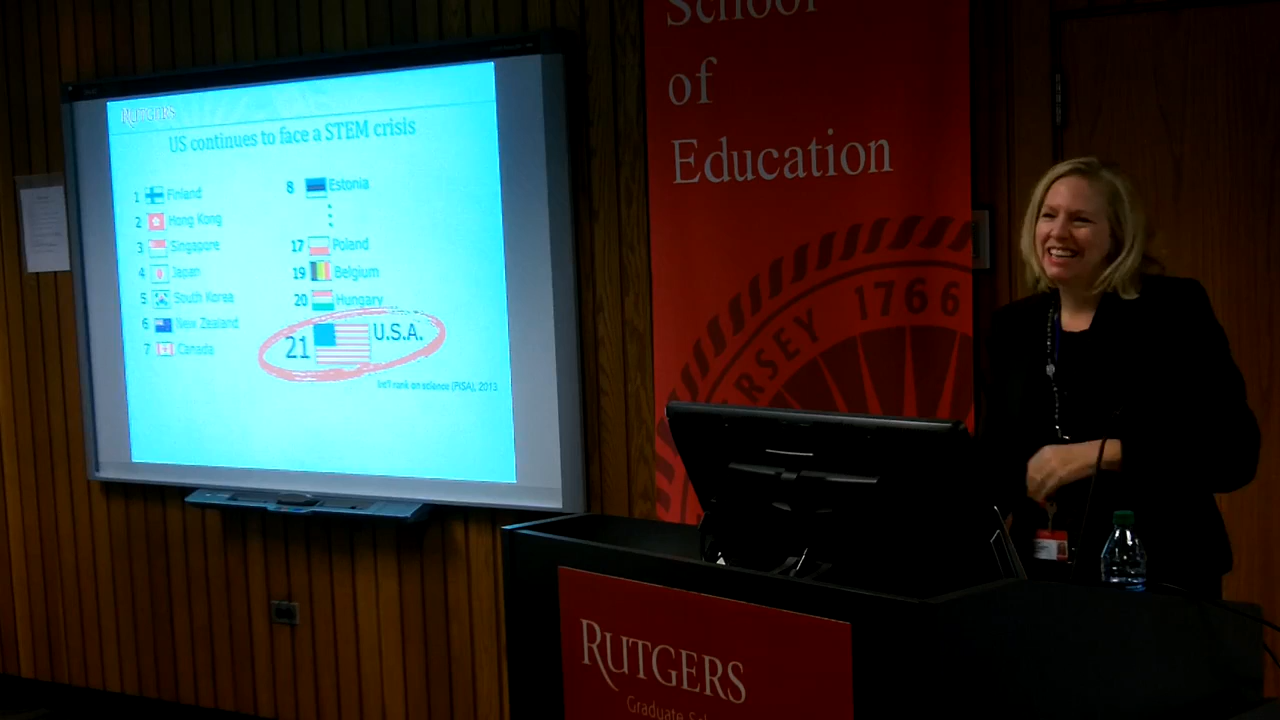 RUTGERS
US continues to face a STEM crisis
1 Finland
2 Hong Kong
3 Singapore
4 Japan
5 South Korea
6 New Zealand
7 Canada
8 Estonia
17 Poland
19 Belgium
20 Hungary
21 U.S.A.
Int'l rank on science (PISA), 2013
School
of
Education
1766
RUTGERS
Graduate